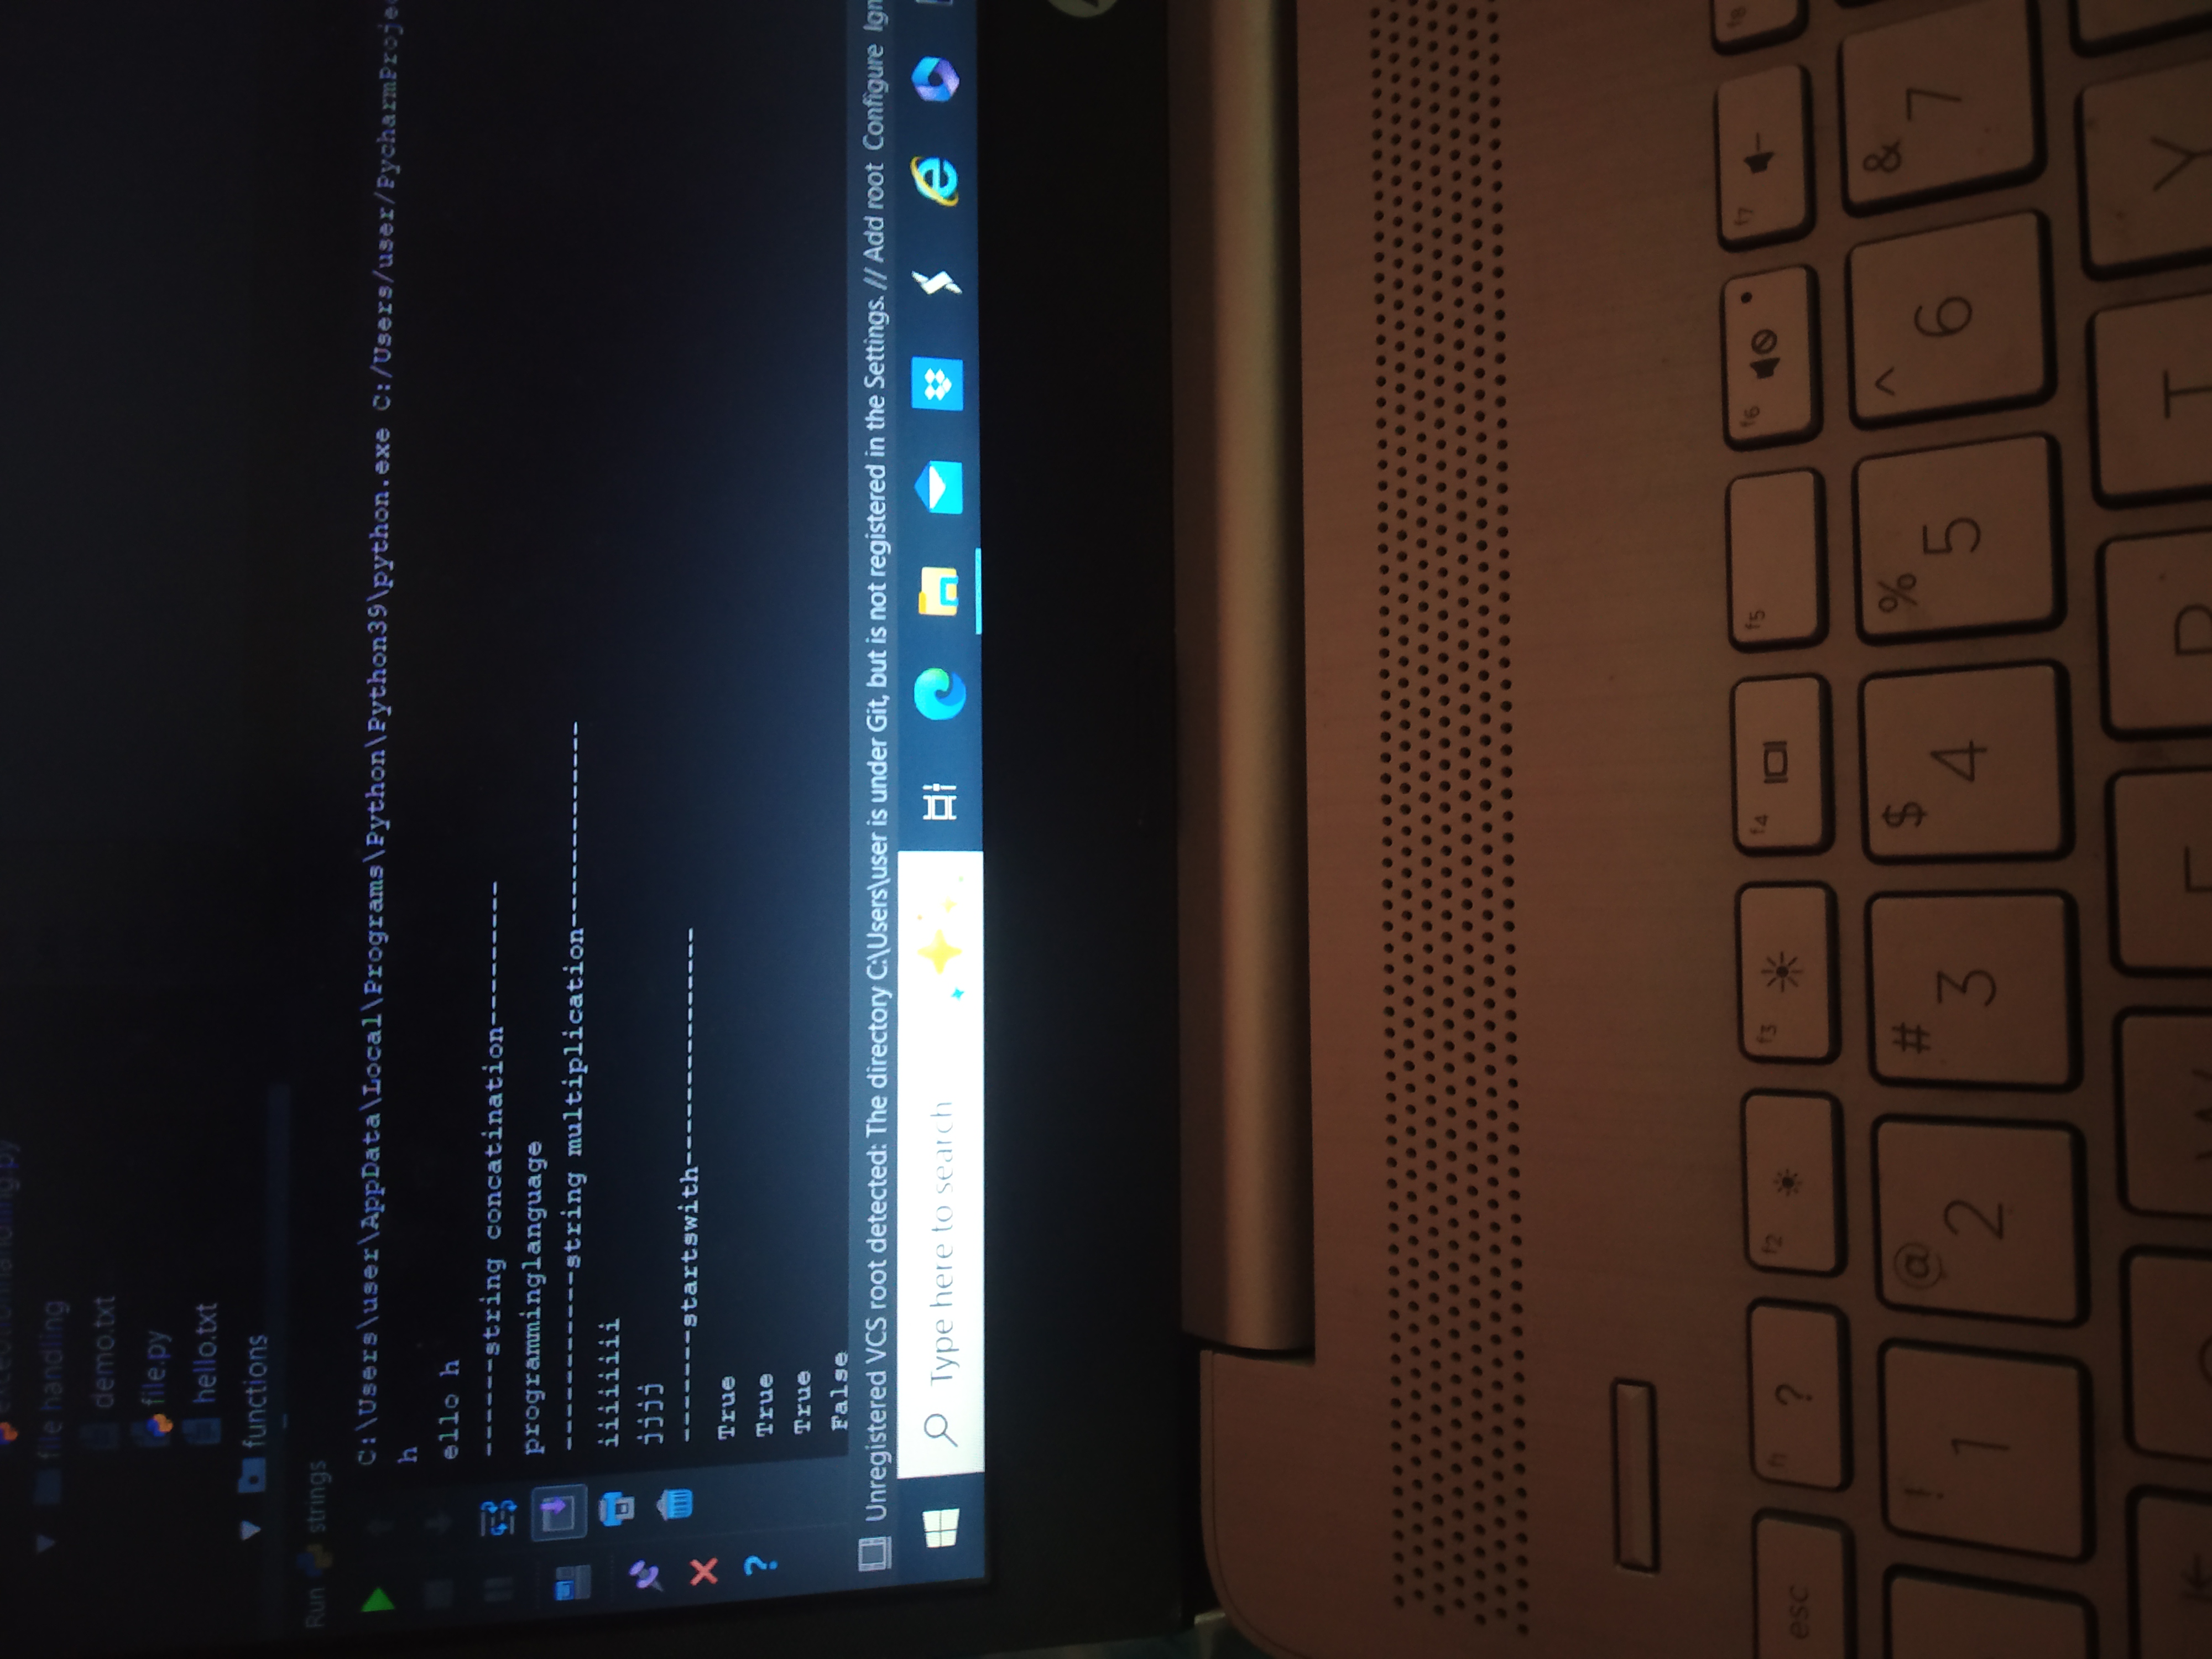 exceptionhandling.py
file handling
demo.txt
file.py
hello.txt
functions
Run strings
C:\Users\user\AppData\Local\Programs\Python\Python39\python.exe C:/Users/user/PycharmProje
h
ello h
------string concatination---------
programminglanguage
-----------string multiplication-------------
iiiiiiii
jjjj
-------startswith---------------
True
True
True
False
Unregistered VCS root detected: The directory C:\Users\user is under Git, but is not registered in the Settings. // Add root Configure Ign
Type here to search
esc f1 ? f2 f3 f4 f5 f6 f7 f8
! 1 @ 2 # 3 $ 4 % 5 ^ 6 & 7
Q W E R T Y